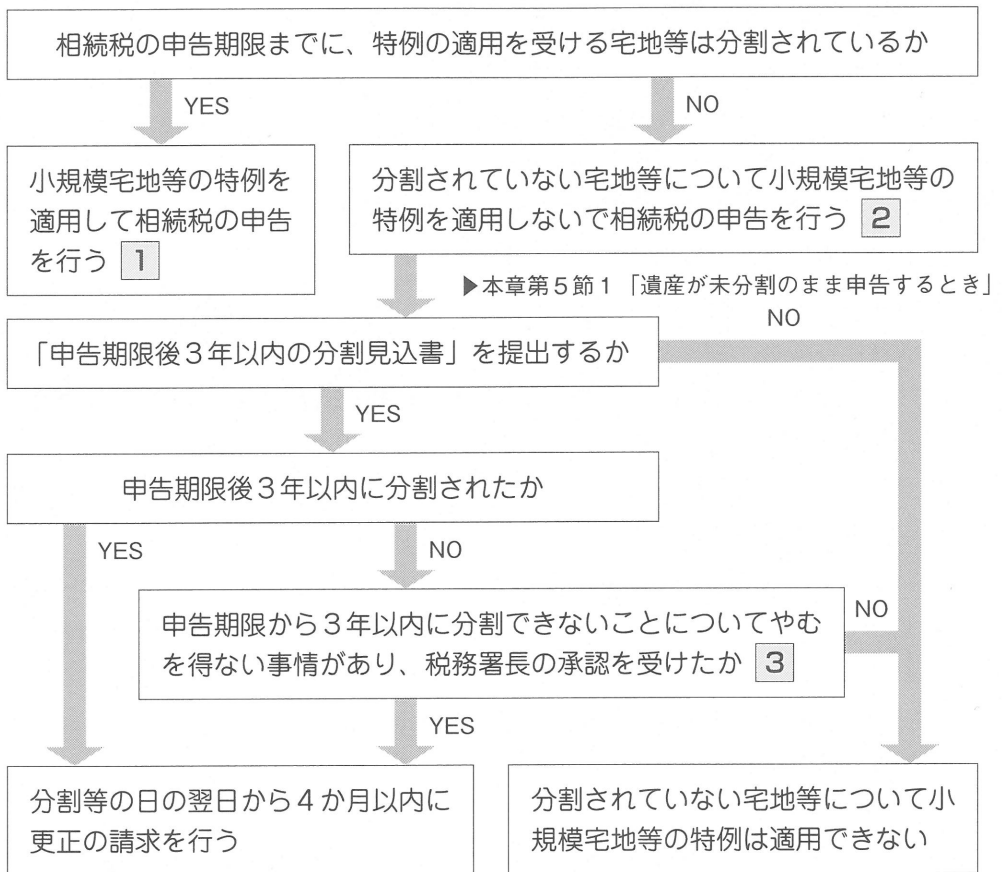 相続税の申告期限までに、特例の適用を受ける宅地等は分割されているか
YES
NO
小規模宅地等の特例を
適用して相続税の申告
を行う 1
分割されていない宅地等について小規模宅地等の
特例を適用しないで相続税の申告を行う 2
▶本章第5節1「遺産が未分割のまま申告するとき」
「申告期限後3年以内の分割見込書」を提出するか
NO
YES
申告期限後3年以内に分割されたか
YES
NO
申告期限から3年以内に分割できないことについてやむ
を得ない事情があり、税務署長の承認を受けたか 3
NO
YES
分割等の日の翌日から4か月以内に
更正の請求を行う
分割されていない宅地等について小
規模宅地等の特例は適用できない